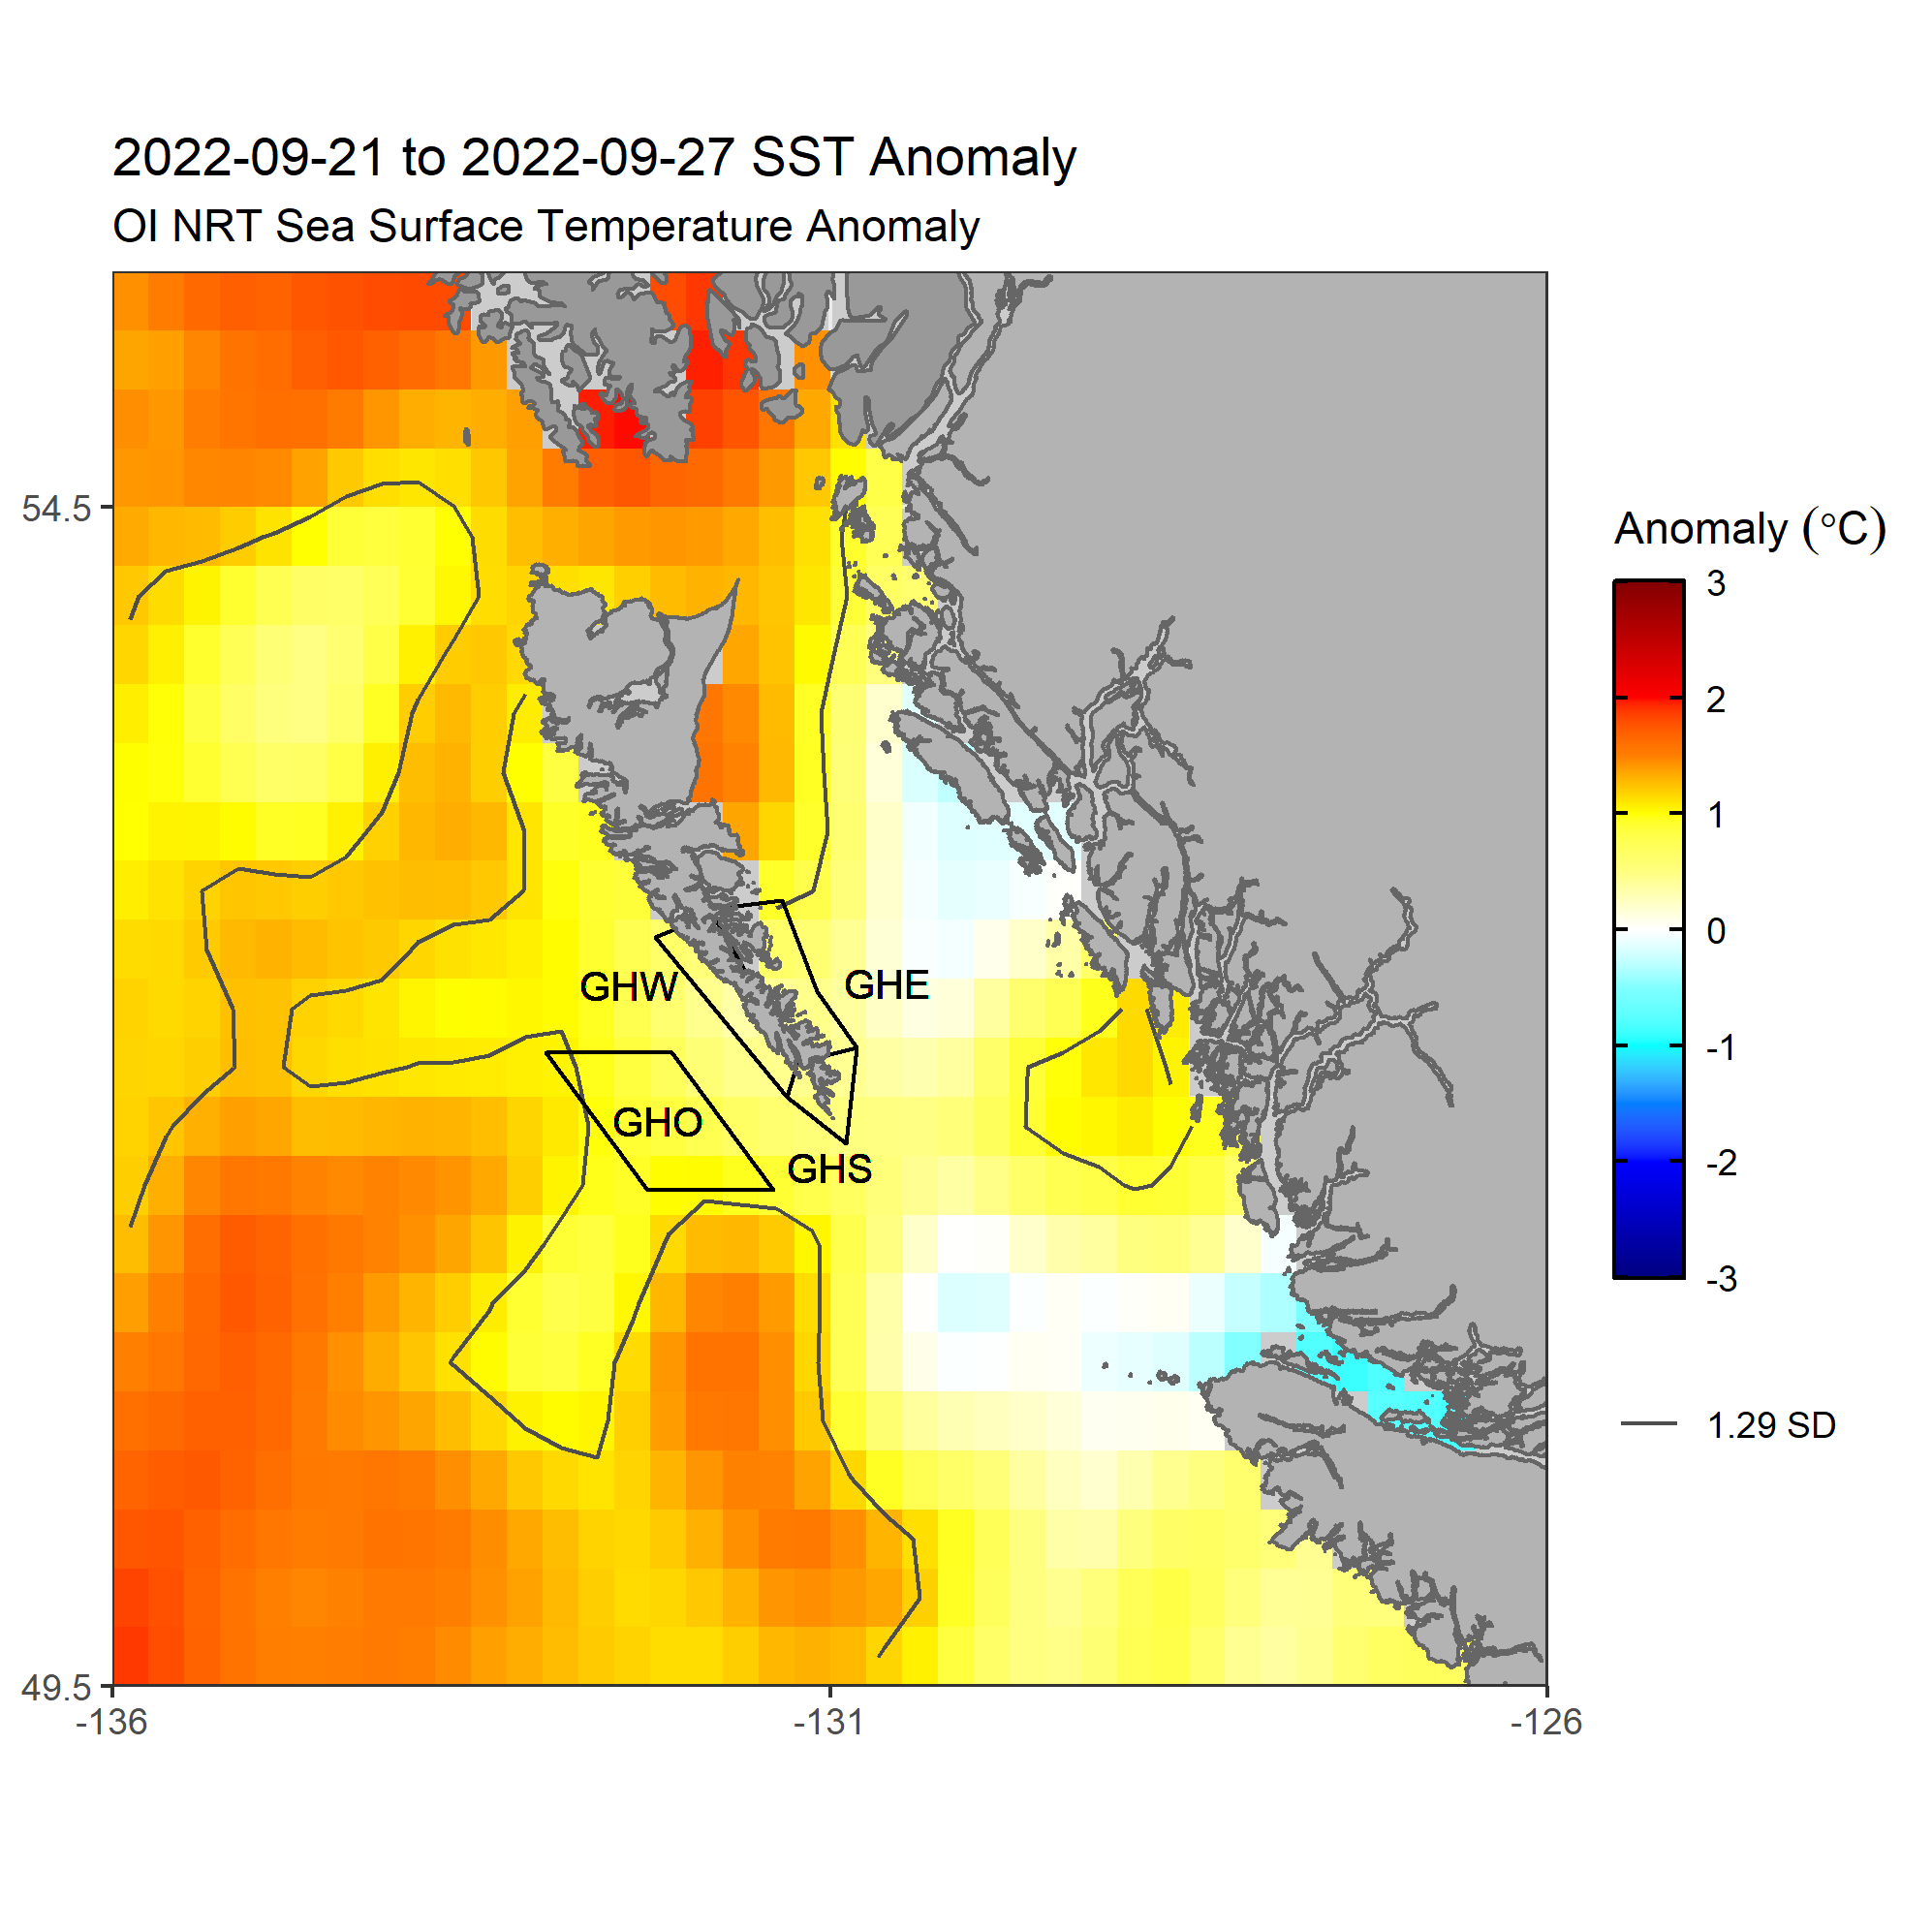 2022-09-21 to 2022-09-27 SST Anomaly
OI NRT Sea Surface Temperature Anomaly
54.5
49.5
-136
-131
-126
GHW
GHE
GHO
GHS
Anomaly (°C)
3
2
1
0
-1
-2
-3
1.29 SD